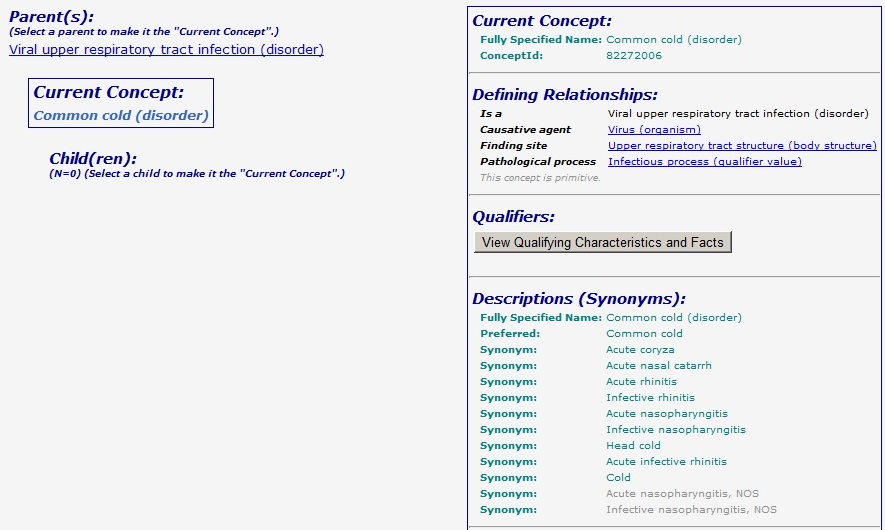 Parent(s):
(Select a parent to make it the "Current Concept".)
Viral upper respiratory tract infection (disorder)
Current Concept:
Common cold (disorder)
Child(ren):
(N=0) (Select a child to make it the "Current Concept".)
Current Concept:
Fully Specified Name: Common cold (disorder)
ConceptId: 82272006
Defining Relationships:
Is a Viral upper respiratory tract infection (disorder)
Causative agent Virus (organism)
Finding site Upper respiratory tract structure (body structure)
Pathological process Infectious process (qualifier value)
This concept is primitive.
Qualifiers:
View Qualifying Characteristics and Facts
Descriptions (Synonyms):
Fully Specified Name: Common cold (disorder)
Preferred: Common cold
Synonym: Acute coryza
Synonym: Acute nasal catarrh
Synonym: Acute rhinitis
Synonym: Infective rhinitis
Synonym: Acute nasopharyngitis
Synonym: Infective nasopharyngitis
Synonym: Head cold
Synonym: Acute infective rhinitis
Synonym: Cold
Synonym: Acute nasopharyngitis, NOS
Synonym: Infective nasopharyngitis, NOS